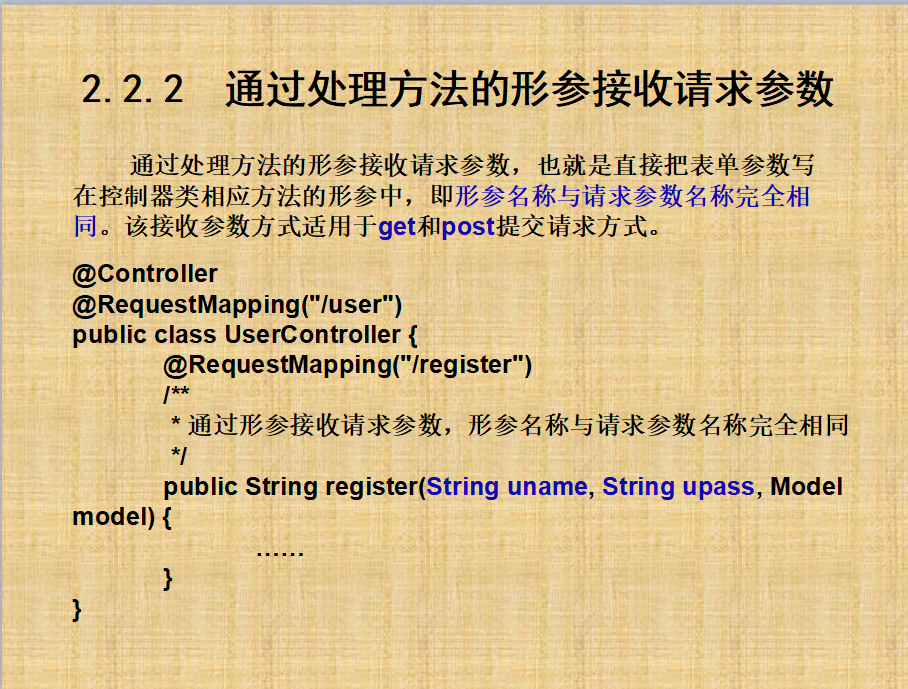 2.2.2 通过处理方法的形参接收请求参数
通过处理方法的形参接收请求参数，也就是直接把表单参数写
在控制器类相应方法的形参中，即形参名称与请求参数名称完全相
同。该接收参数方式适用于get和post提交请求方式。
@Controller
@RequestMapping("/user")
public class UserController {
@RequestMapping("/register")
/**
* 通过形参接收请求参数，形参名称与请求参数名称完全相同
*/
public String register(String uname, String upass, Model
model) {
……
}
}